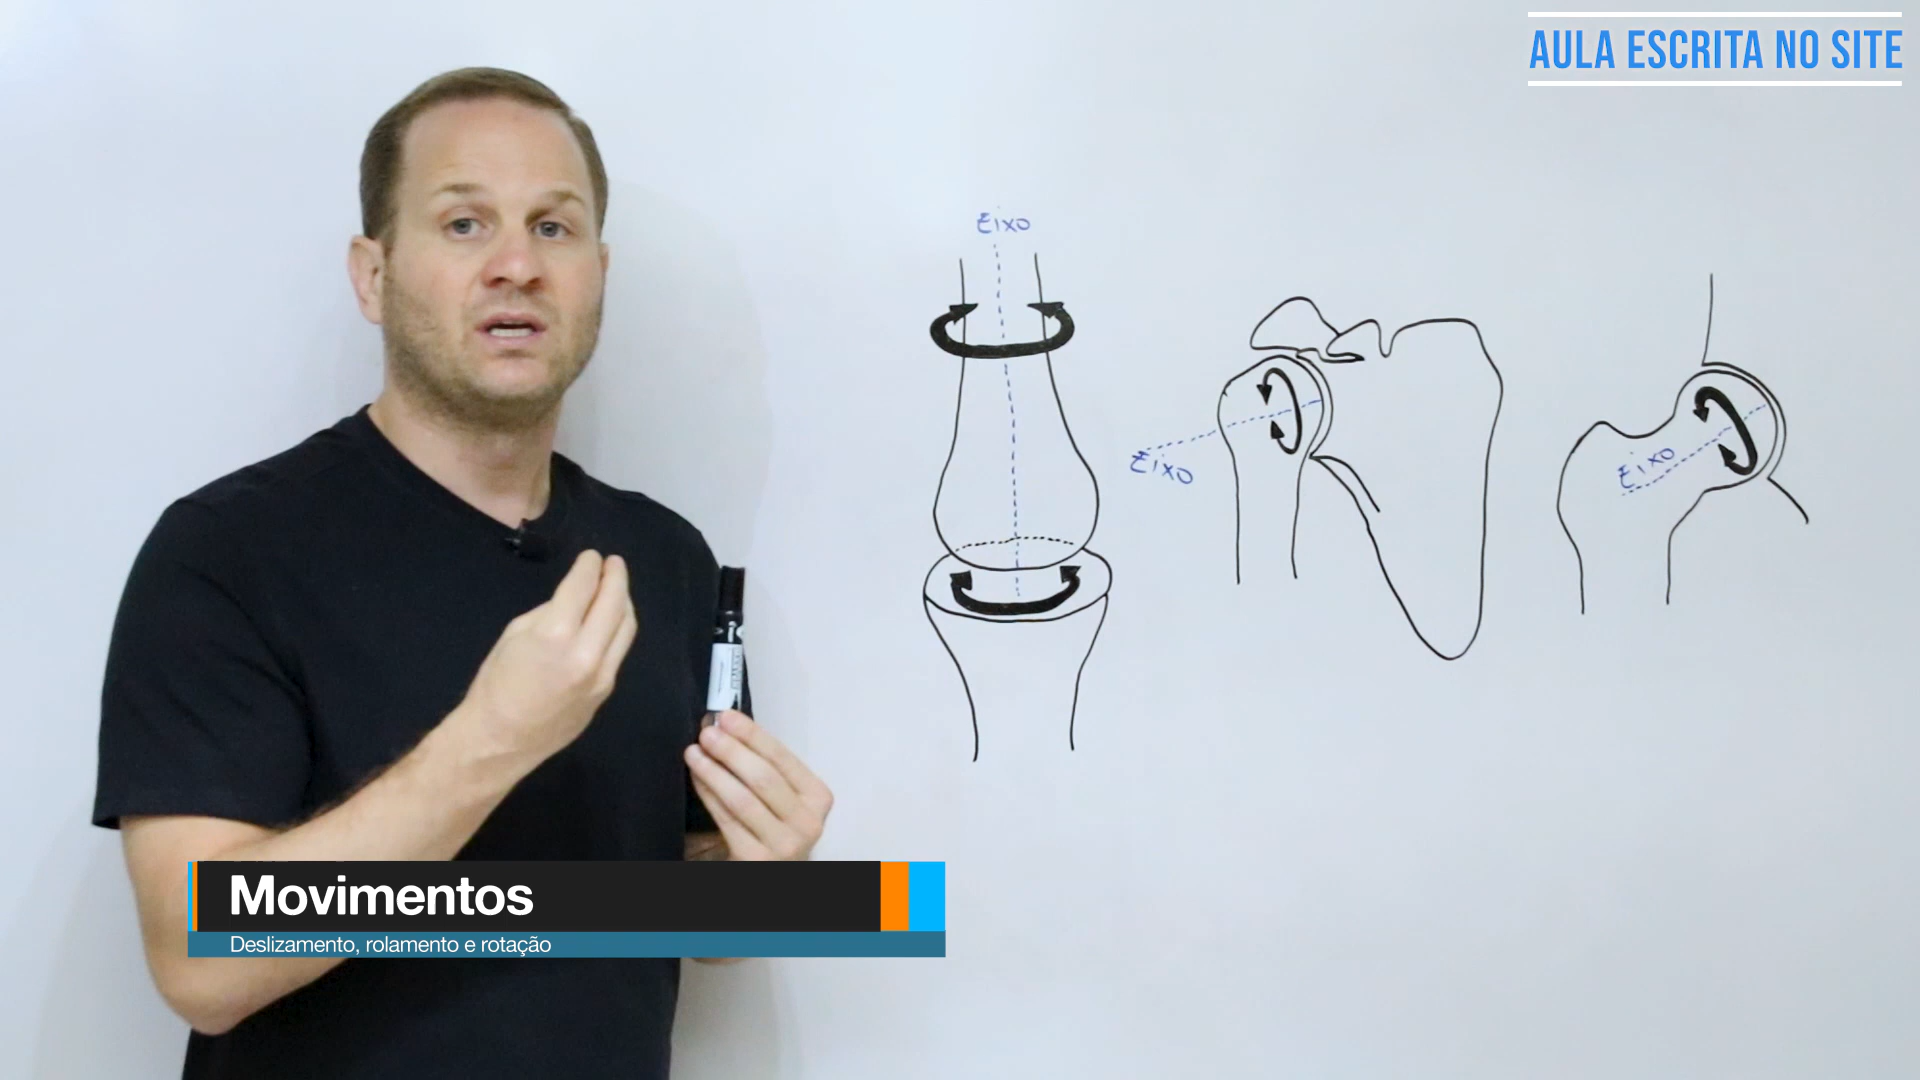 AULA ESCRITA NO SITE
Eixo
Eixo
Eixo
Movimentos
Deslizamento, rolamento e rotação